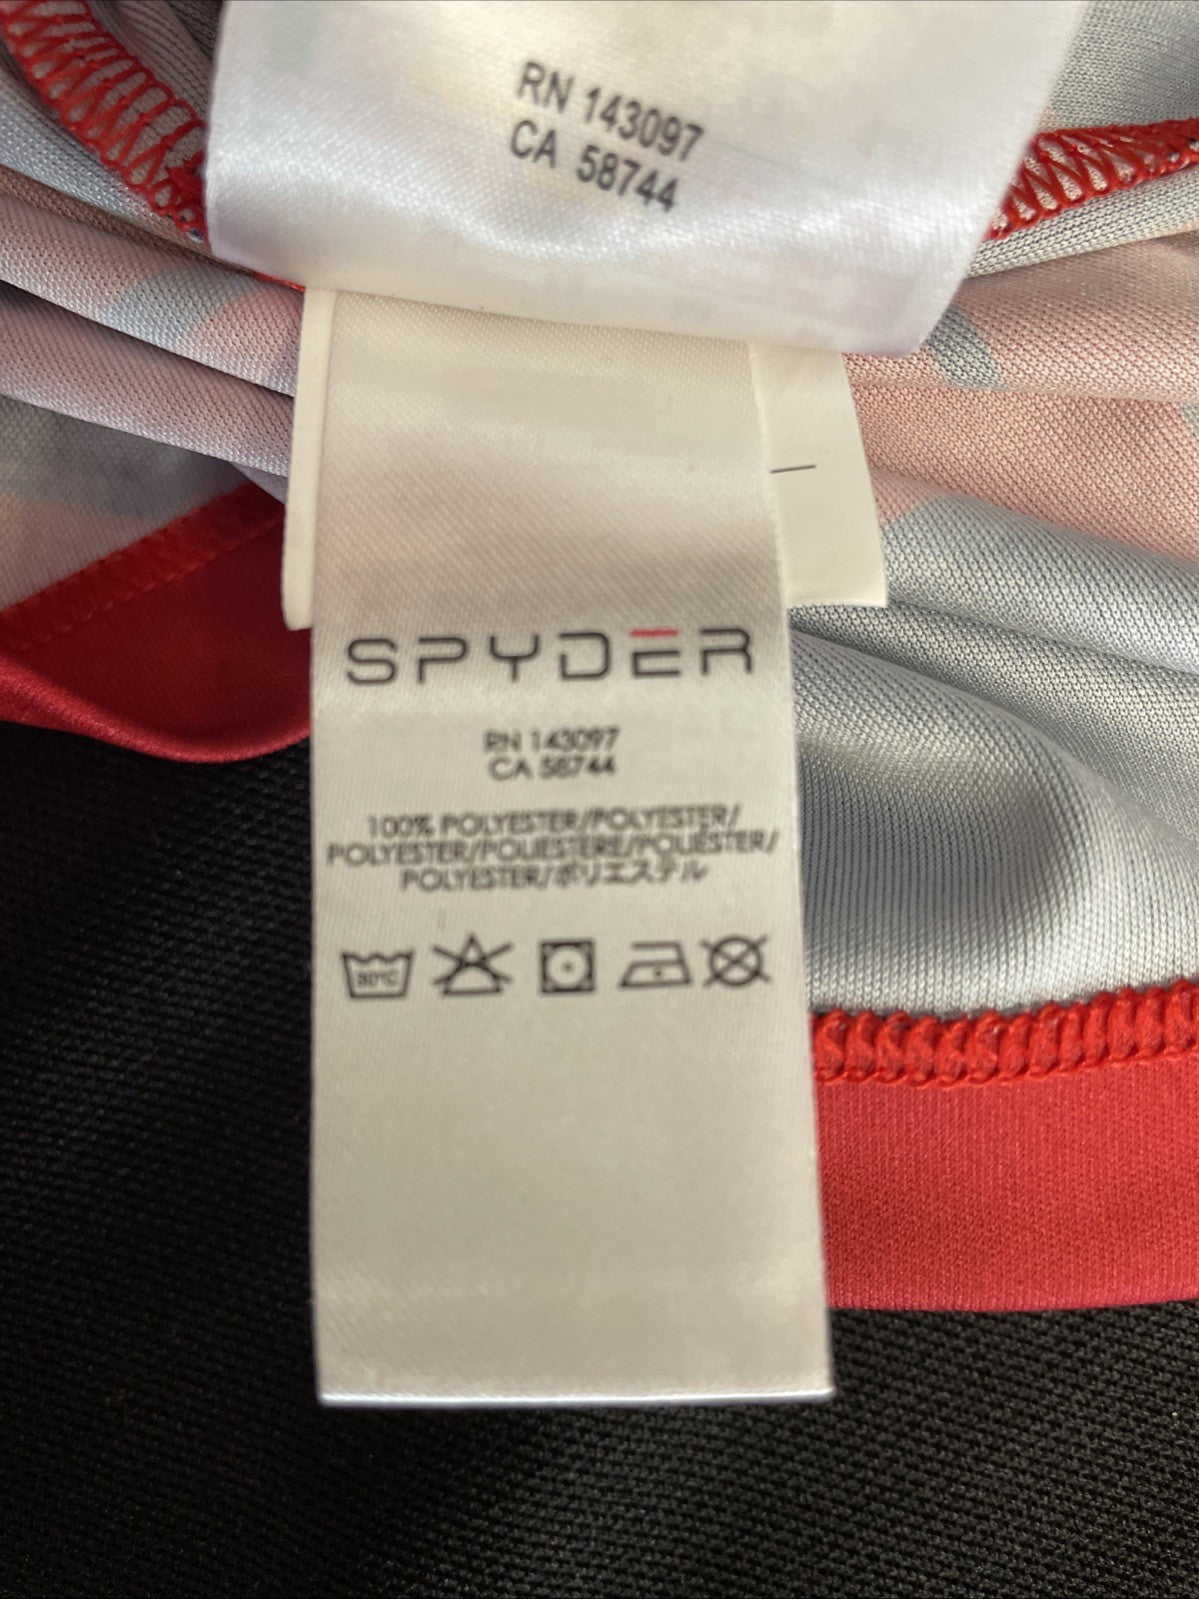 RN 143097
CA 58744
SPYDER
RN 143097
CA 58744
100% POLYESTER/POLYESTER/
POLYESTER/POLIESTERE/POLIÉSTER/
POLYESTER/ポリエステル
30°C